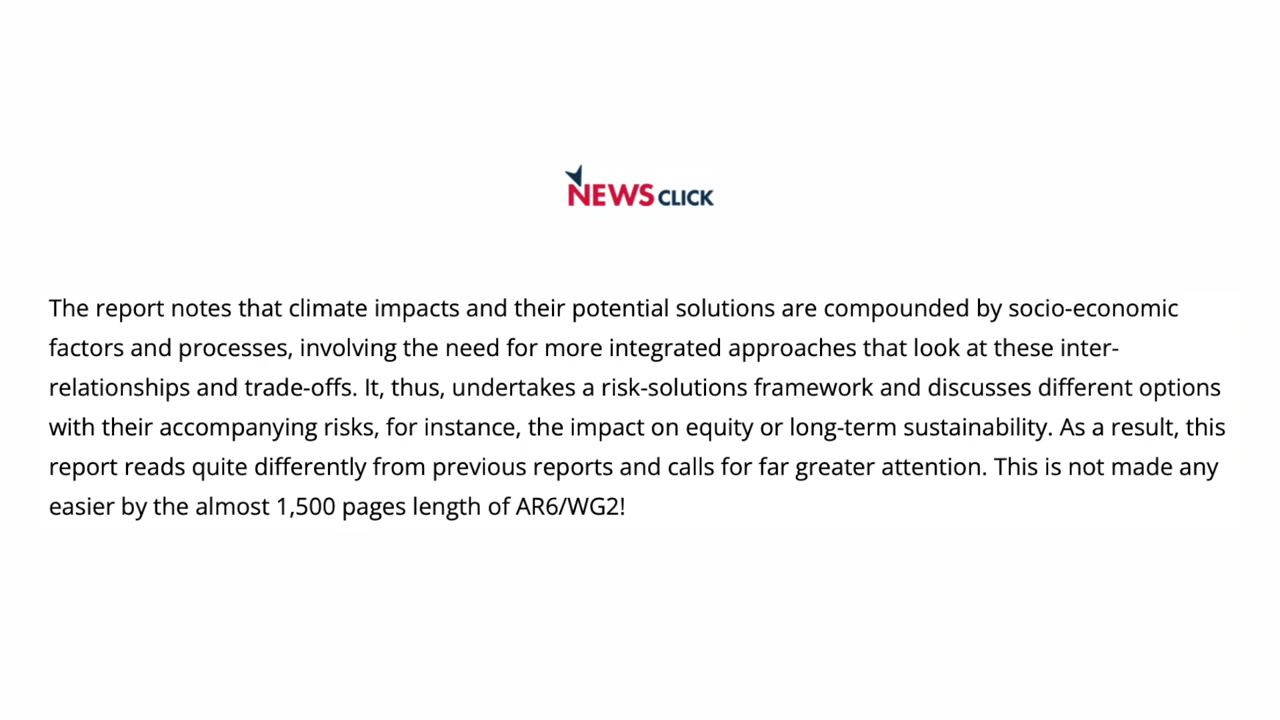 NEWSCLICK
The report notes that climate impacts and their potential solutions are compounded by socio-economic
factors and processes, involving the need for more integrated approaches that look at these inter-
relationships and trade-offs. It, thus, undertakes a risk-solutions framework and discusses different options
with their accompanying risks, for instance, the impact on equity or long-term sustainability. As a result, this
report reads quite differently from previous reports and calls for far greater attention. This is not made any
easier by the almost 1,500 pages length of AR6/WG2!